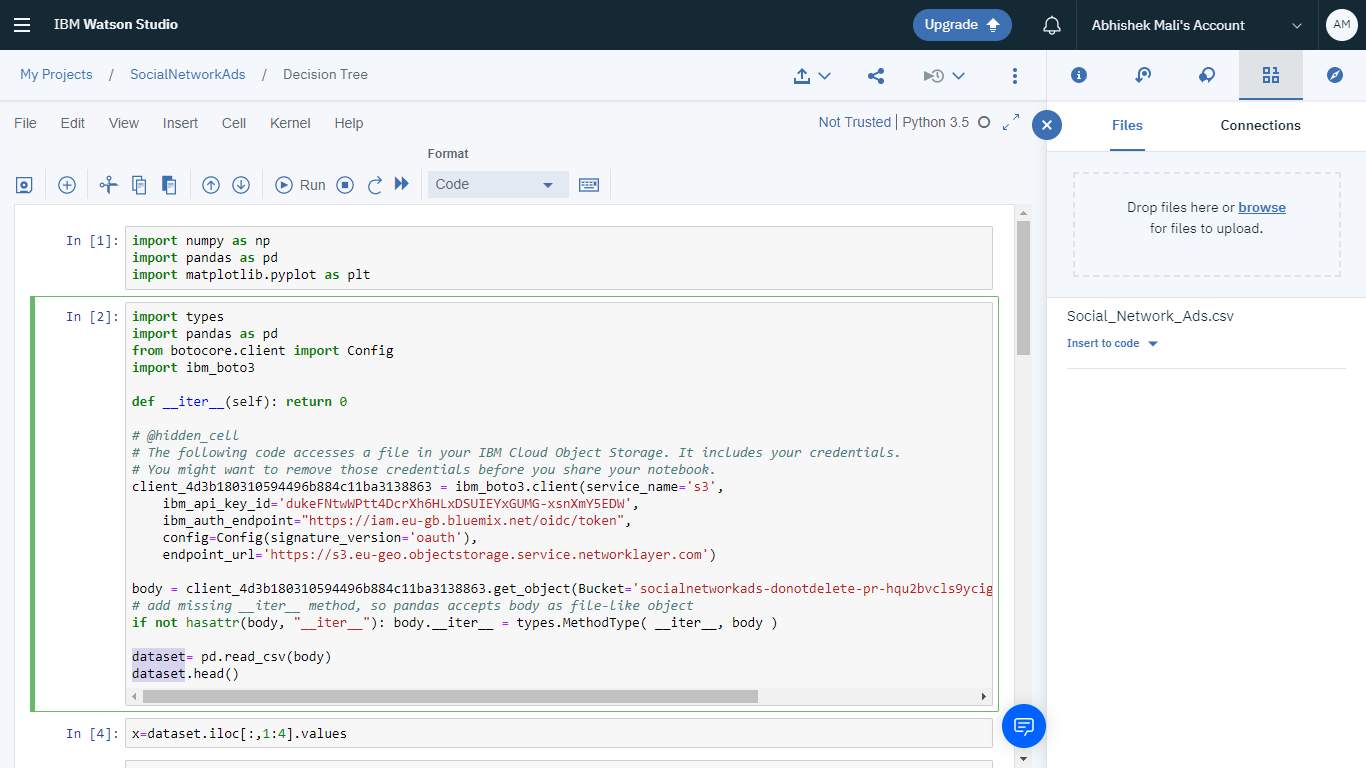 IBM Watson Studio
Upgrade
Abhishek Mali's Account
AM
My Projects / SocialNetworkAds / Decision Tree
File Edit View Insert Cell Kernel Help
Not Trusted | Python 3.5
Format
Run
Code
In [1]:
import numpy as np
import pandas as pd
import matplotlib.pyplot as plt
In [2]:
import types
import pandas as pd
from botocore.client import Config
import ibm_boto3
def __iter__(self): return 0
# @hidden_cell
# The following code accesses a file in your IBM Cloud Object Storage. It includes your credentials.
# You might want to remove those credentials before you share your notebook.
client_4d3b180310594496b884c11ba3138863 = ibm_boto3.client(service_name='s3',
ibm_api_key_id='dukeFNtwWPtt4DcrXh6HLxDSUIEYxGUMG-xsnXmY5EDW',
ibm_auth_endpoint="https://iam.eu-gb.bluemix.net/oidc/token",
config=Config(signature_version='oauth'),
endpoint_url='https://s3.eu-geo.objectstorage.service.networklayer.com')
body = client_4d3b180310594496b884c11ba3138863.get_object(Bucket='socialnetworkads-donotdelete-pr-hqu2bvcls9ycig
# add missing __iter__ method, so pandas accepts body as file-like object
if not hasattr(body, "__iter__"): body.__iter__ = types.MethodType( __iter__, body )
dataset= pd.read_csv(body)
dataset.head()
In [4]:
x=dataset.iloc[:,1:4].values
Files
Connections
Drop files here or browse
for files to upload.
Social_Network_Ads.csv
Insert to code